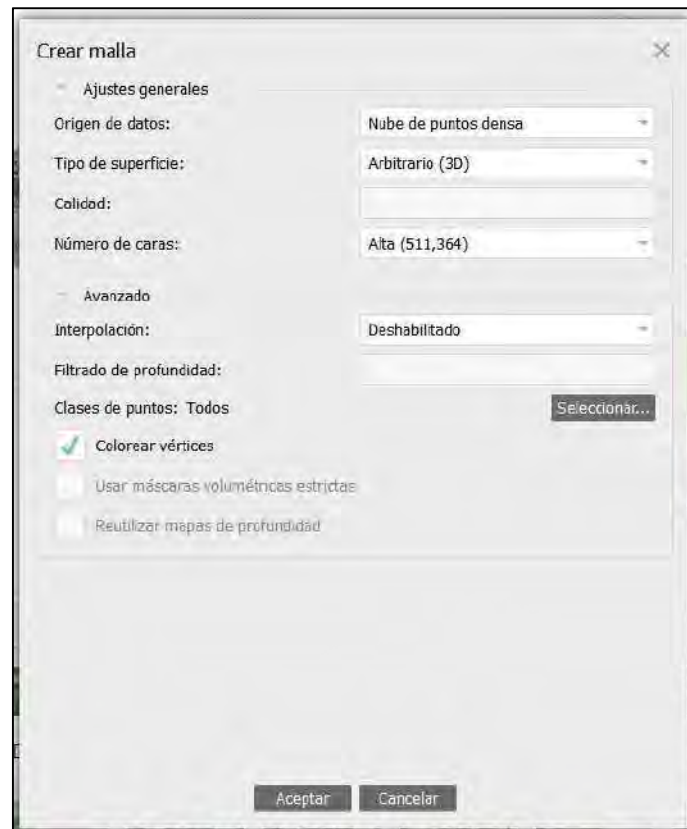 Crear malla
Ajustes generales
Origen de datos: Nube de puntos densa
Tipo de superficie: Arbitrario (3D)
Calidad:
Número de caras: Alta (511,364)
Avanzado
Interpolación: Deshabilitado
Filtrado de profundidad:
Clases de puntos: Todos Seleccionar...
Colorear vértices
Usar máscaras volumétricas estrictas
Reutilizar mapas de profundidad
Aceptar Cancelar